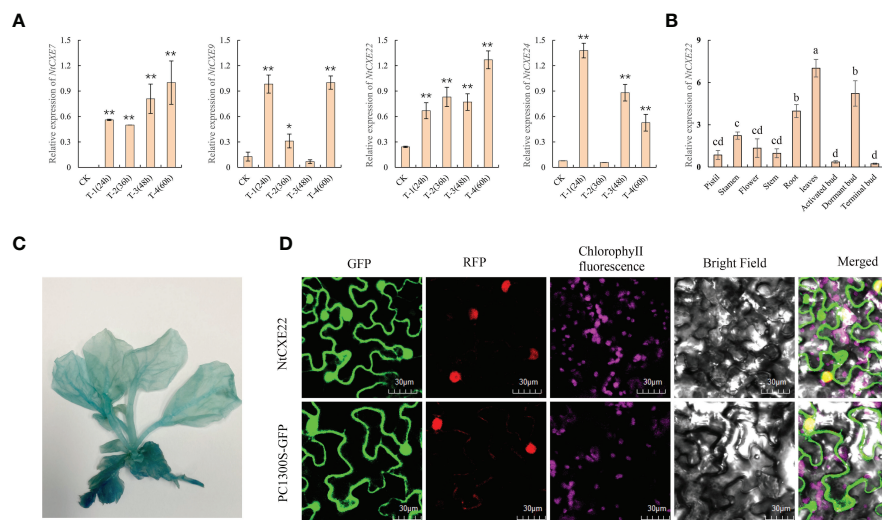 A
B
Relative expression of NtCXE7
1.5
1.2
0.9
0.6
0.3
0
**
**
**
**
CK
T-1(24h)
T-2(36h)
T-3(48h)
T-4(60h)
Relative expression of NtCXE9
1.5
1.2
0.9
0.6
0.3
0
**
*
**
CK
T-1(24h)
T-2(36h)
T-3(48h)
T-4(60h)
Relative expression of NtCXE22
1.5
1.2
0.9
0.6
0.3
0
**
**
**
**
CK
T-1(24h)
T-2(36h)
T-3(48h)
T-4(60h)
Relative expression of NtCXE24
1.5
1.2
0.9
0.6
0.3
0
**
**
**
CK
T-1(24h)
T-2(36h)
T-3(48h)
T-4(60h)
Relative expression of NtCXE22
9
6
3
0
cd
c
cd
cd
b
a
d
b
d
Pistil
Stamen
Flower
Stem
Root
leaves
Activated bud
Dormant bud
Terminal bud
C
D
GFP
RFP
ChlorophyII
fluorescence
Bright Field
Merged
NtCXE22
30μm
30μm
30μm
30μm
30μm
PC1300S-GFP
30μm
30μm
30μm
30μm
30μm